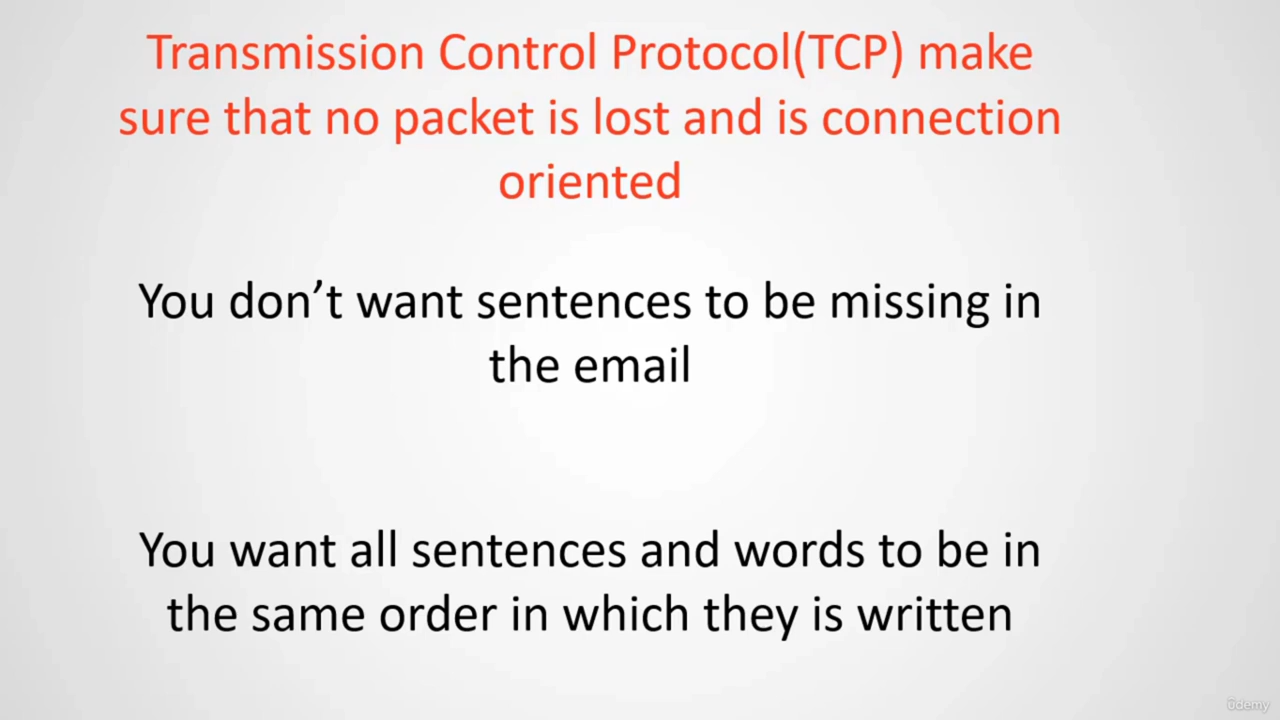 Transmission Control Protocol(TCP) make
sure that no packet is lost and is connection
oriented
You don’t want sentences to be missing in
the email
You want all sentences and words to be in
the same order in which they is written
ûdemy